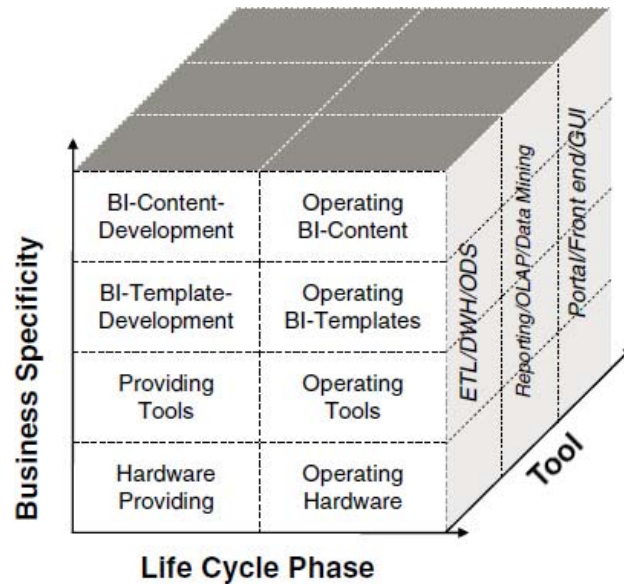 BI-Content-
Development
Operating
BI-Content
BI-Template-
Development
Operating
BI-Templates
Providing
Tools
Operating
Tools
Hardware
Providing
Operating
Hardware
ETL/DWH/ODS
Reporting/OLAP/Data Mining
Portal/Front end/GUI
Business Specificity
Life Cycle Phase
Tool